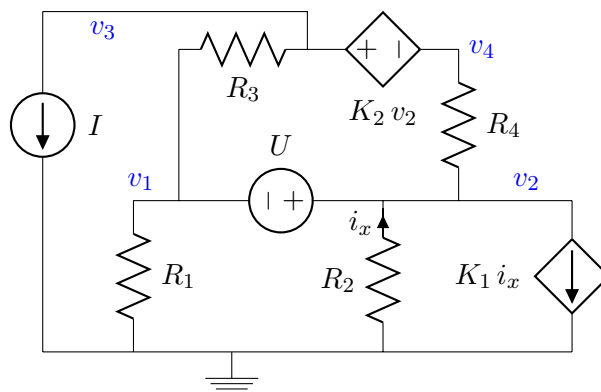 v₃
v₄
R₃
K₂ v₂
+ −
I
R₄
U
v₁
v₂
− +
iₓ
R₁
R₂
K₁ iₓ